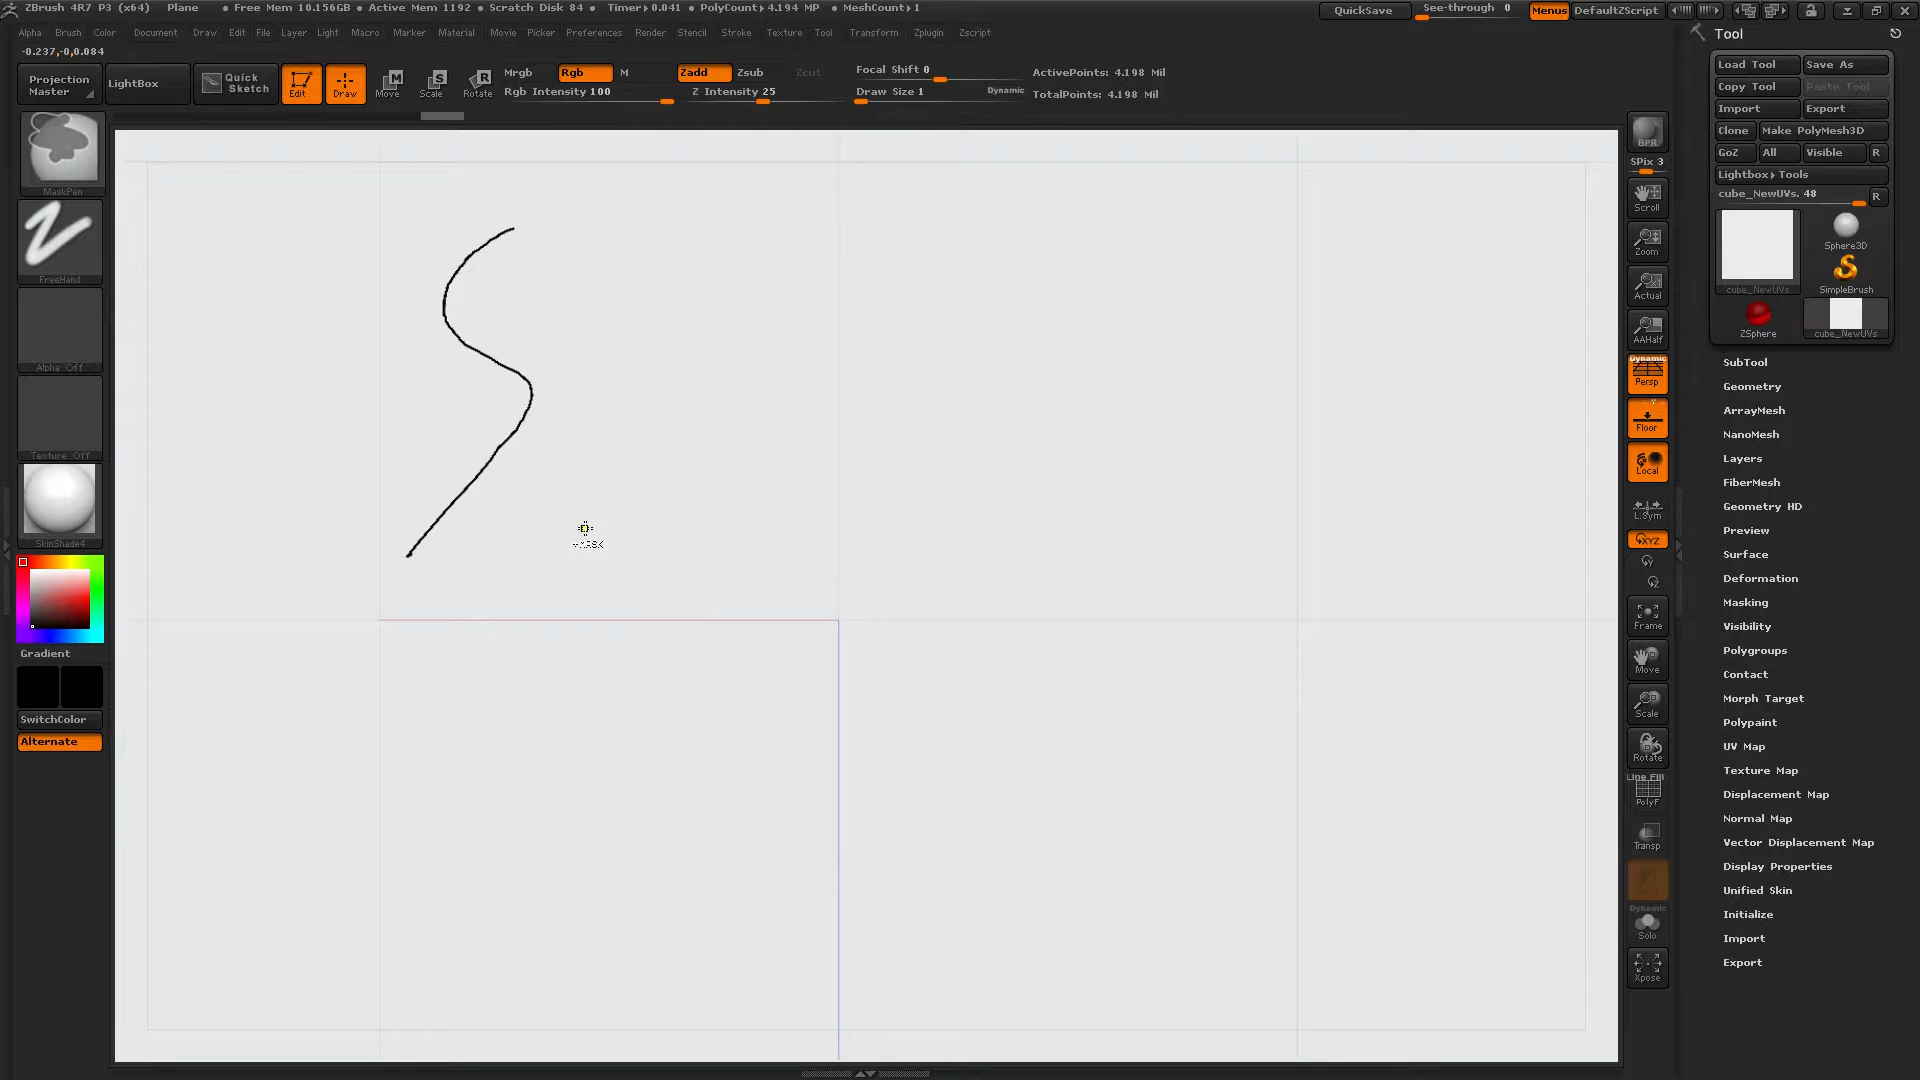 ZBrush 4R7 P3 (x64) Plane • Free Mem 10.156GB • Active Mem 1192 • Scratch Disk 84 • Timer▸0.041 • PolyCount▸4.194 MP • MeshCount▸1
QuickSave See-through 0 Menus DefaultZScript
Alpha Brush Color Document Draw Edit File Layer Light Macro Marker Material Movie Picker Preferences Render Stencil Stroke Texture Tool Transform Zplugin Zscript
-0.237,-0,0.084
Projection Master
LightBox
Quick Sketch
Edit
Draw
Move
Scale
Rotate
Mrgb Rgb M
Rgb Intensity 100
Zadd Zsub Zcut
Z Intensity 25
Focal Shift 0
Draw Size 1
Dynamic
ActivePoints: 4.198 Mil
TotalPoints: 4.198 Mil
MaskPen
FreeHand
Alpha Off
Texture Off
SkinShade4
Gradient
SwitchColor
Alternate
BPR
SPix 3
Scroll
Zoom
Actual
AAHalf
Dynamic
Persp
Floor
Local
L.Sym
XYZ
Y
Z
Frame
Move
Scale
Rotate
Line Fill
PolyF
Transp
Dynamic
Solo
Xpose
Tool
Load Tool Save As
Copy Tool Paste Tool
Import Export
Clone Make PolyMesh3D
GoZ All Visible R
Lightbox▸Tools
cube_NewUVs. 48 R
cube_NewUVs
Sphere3D
SimpleBrush
ZSphere
cube_NewUVs
SubTool
Geometry
ArrayMesh
NanoMesh
Layers
FiberMesh
Geometry HD
Preview
Surface
Deformation
Masking
Visibility
Polygroups
Contact
Morph Target
Polypaint
UV Map
Texture Map
Displacement Map
Normal Map
Vector Displacement Map
Display Properties
Unified Skin
Initialize
Import
Export